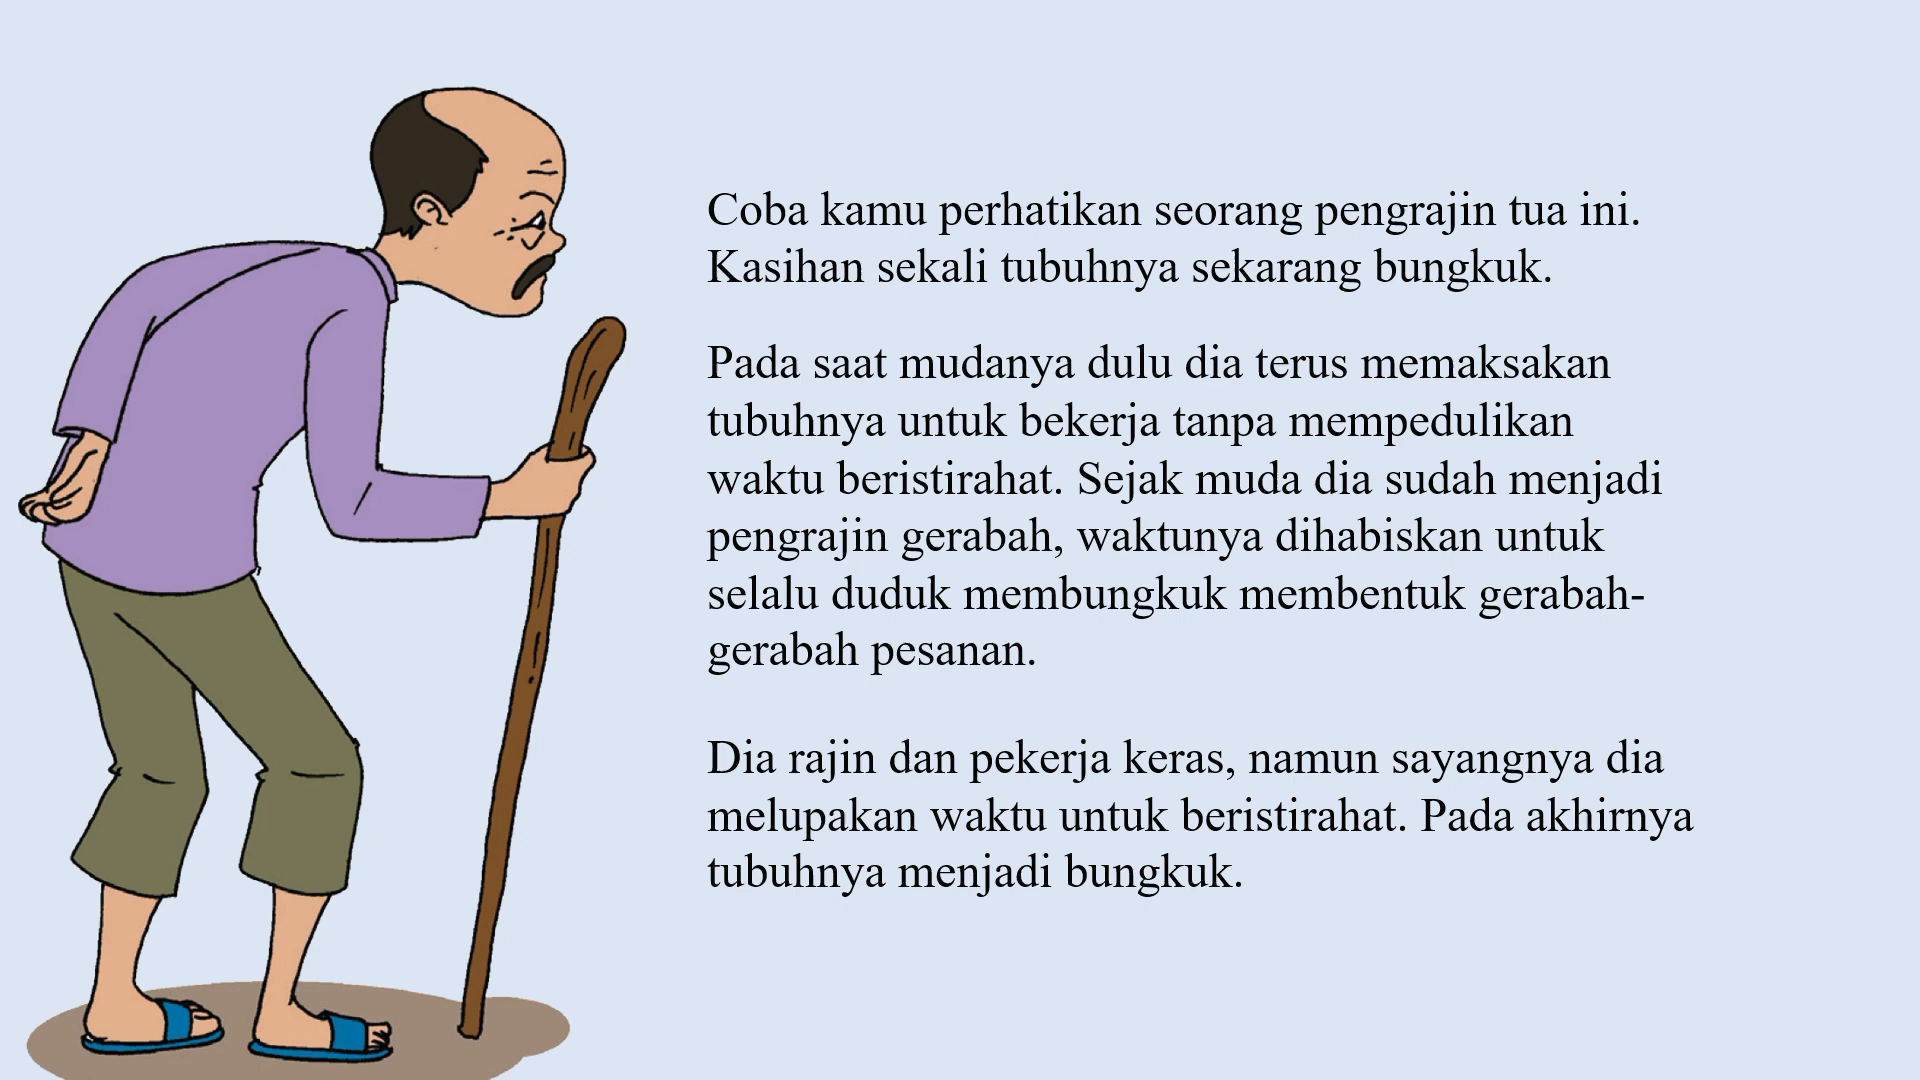 Coba kamu perhatikan seorang pengrajin tua ini.
Kasihan sekali tubuhnya sekarang bungkuk.
Pada saat mudanya dulu dia terus memaksakan
tubuhnya untuk bekerja tanpa mempedulikan
waktu beristirahat. Sejak muda dia sudah menjadi
pengrajin gerabah, waktunya dihabiskan untuk
selalu duduk membungkuk membentuk gerabah-
gerabah pesanan.
Dia rajin dan pekerja keras, namun sayangnya dia
melupakan waktu untuk beristirahat. Pada akhirnya
tubuhnya menjadi bungkuk.